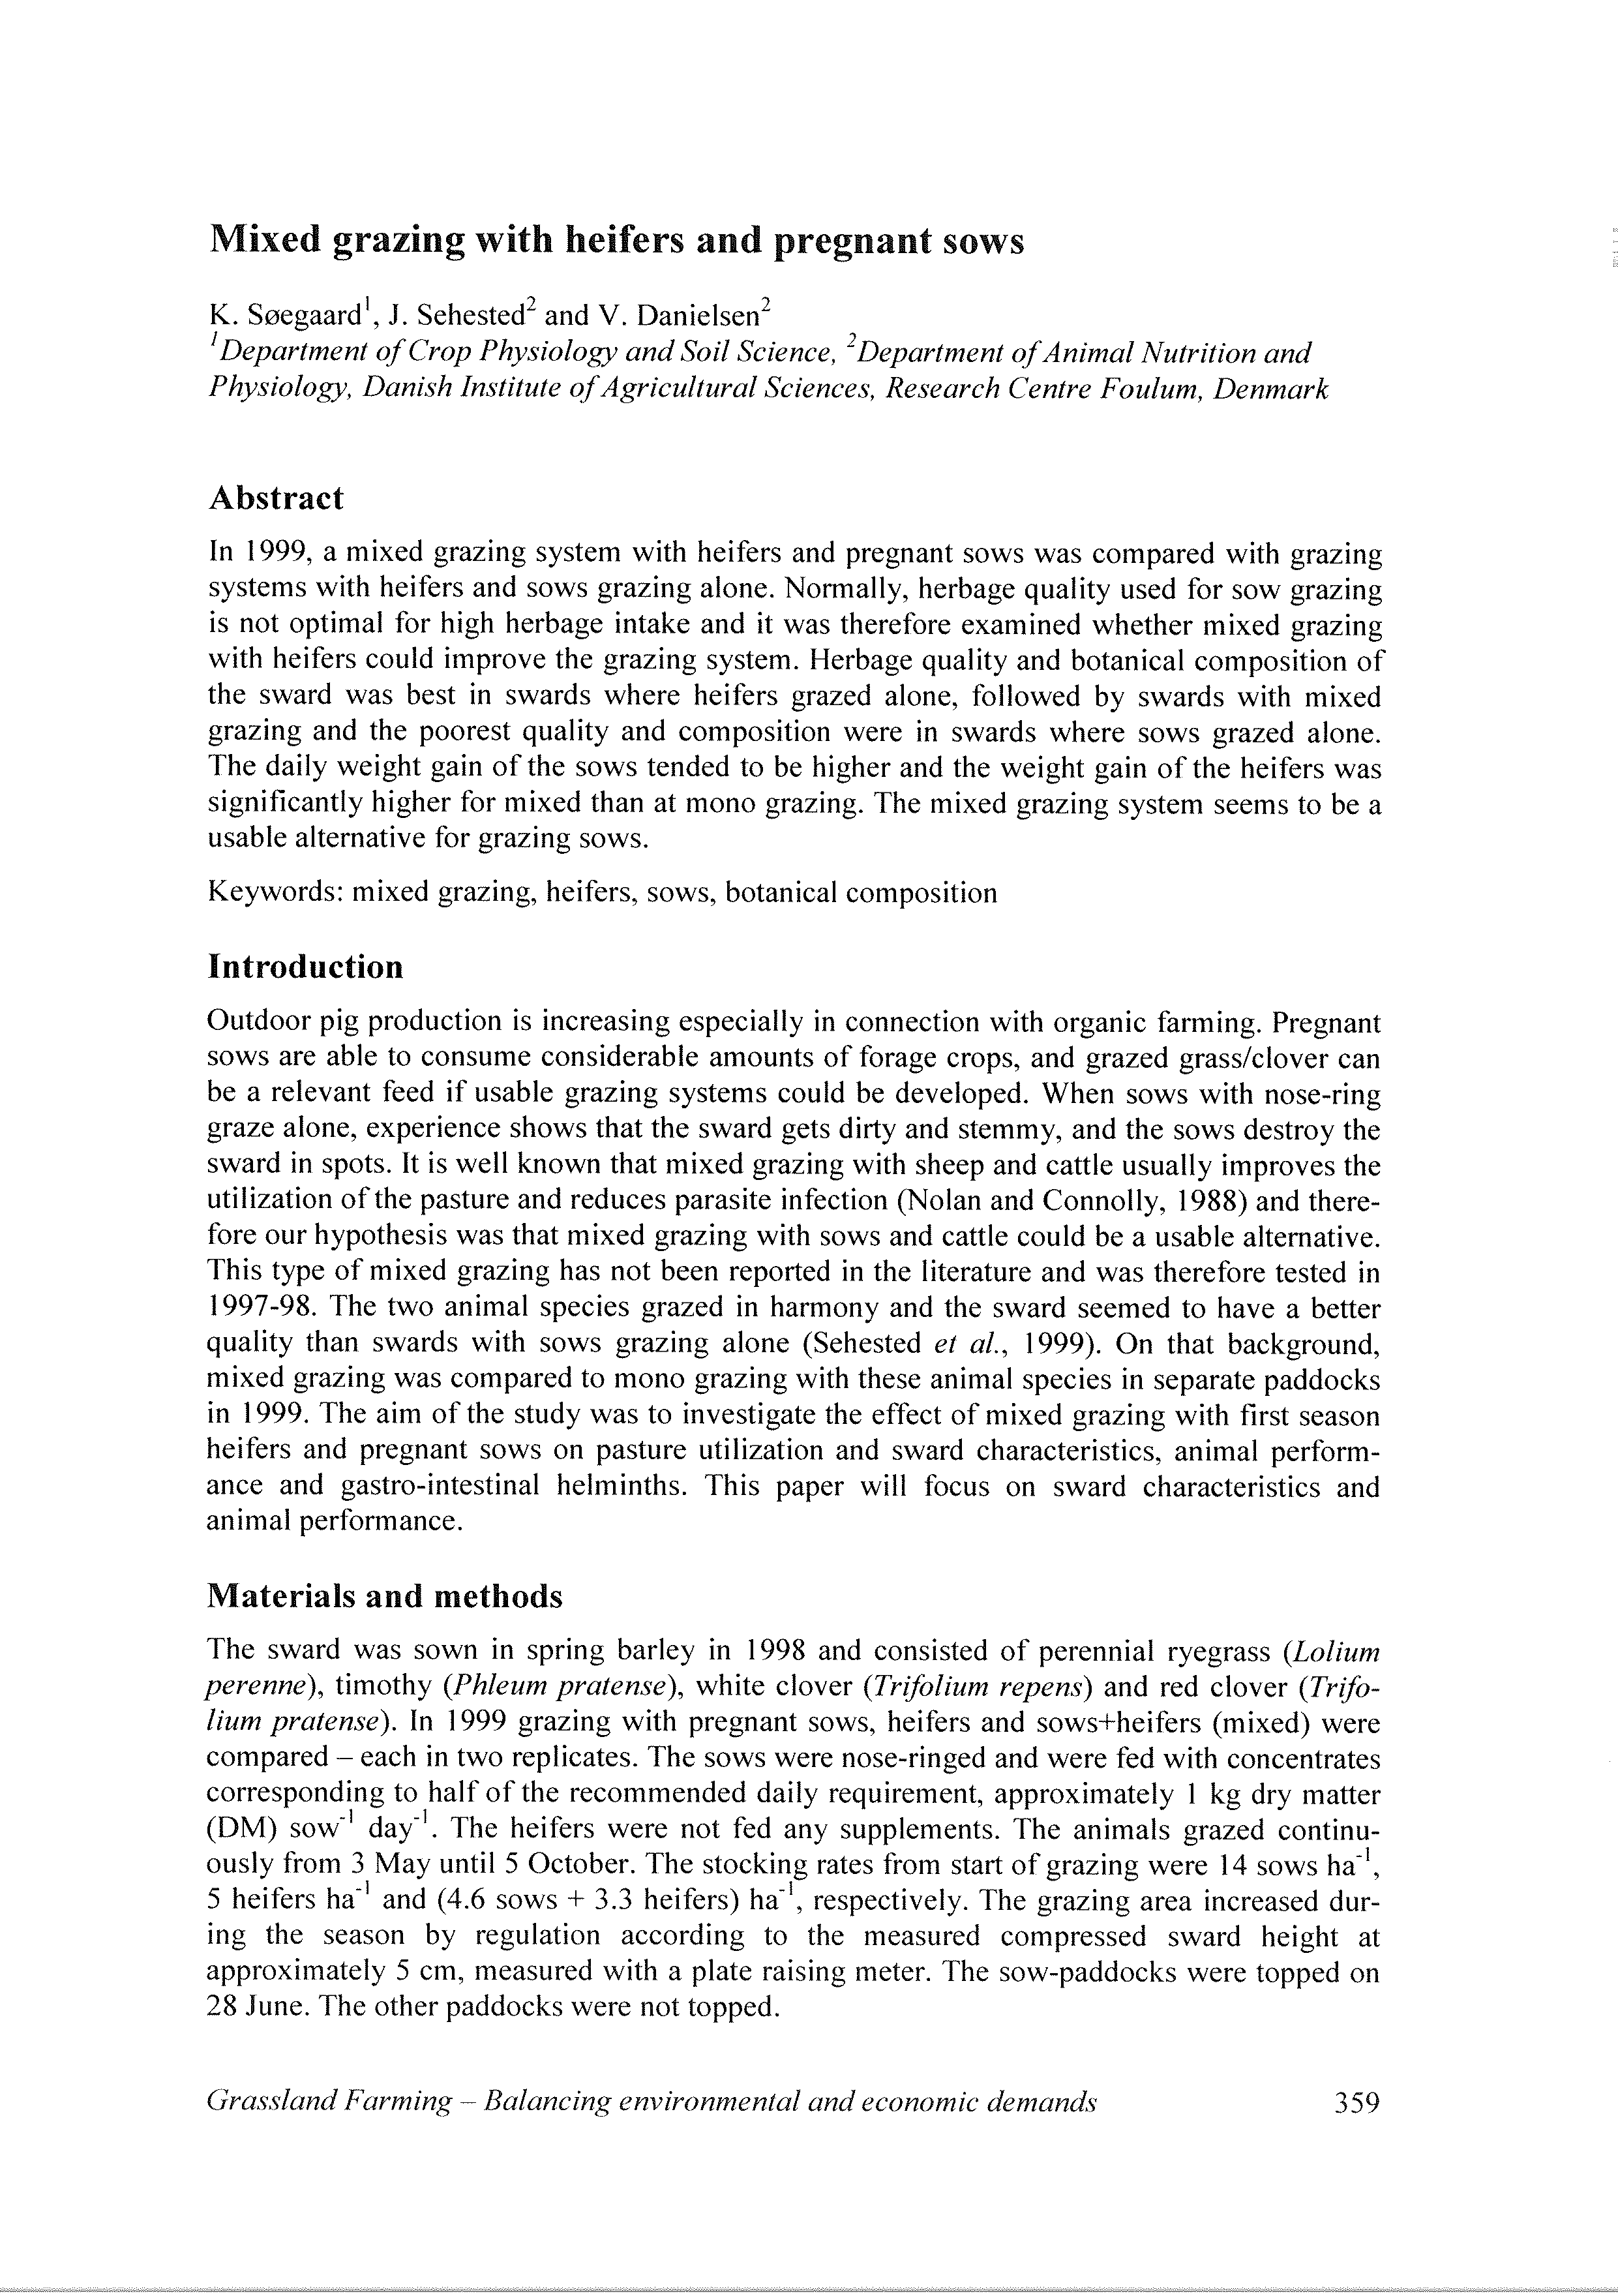 Mixed grazing with heifers and pregnant sows
K. Søegaard¹, J. Sehested² and V. Danielsen²
¹Department of Crop Physiology and Soil Science, ²Department of Animal Nutrition and
Physiology, Danish Institute of Agricultural Sciences, Research Centre Foulum, Denmark
Abstract
In 1999, a mixed grazing system with heifers and pregnant sows was compared with grazing
systems with heifers and sows grazing alone. Normally, herbage quality used for sow grazing
is not optimal for high herbage intake and it was therefore examined whether mixed grazing
with heifers could improve the grazing system. Herbage quality and botanical composition of
the sward was best in swards where heifers grazed alone, followed by swards with mixed
grazing and the poorest quality and composition were in swards where sows grazed alone.
The daily weight gain of the sows tended to be higher and the weight gain of the heifers was
significantly higher for mixed than at mono grazing. The mixed grazing system seems to be a
usable alternative for grazing sows.
Keywords: mixed grazing, heifers, sows, botanical composition
Introduction
Outdoor pig production is increasing especially in connection with organic farming. Pregnant
sows are able to consume considerable amounts of forage crops, and grazed grass/clover can
be a relevant feed if usable grazing systems could be developed. When sows with nose-ring
graze alone, experience shows that the sward gets dirty and stemmy, and the sows destroy the
sward in spots. It is well known that mixed grazing with sheep and cattle usually improves the
utilization of the pasture and reduces parasite infection (Nolan and Connolly, 1988) and there-
fore our hypothesis was that mixed grazing with sows and cattle could be a usable alternative.
This type of mixed grazing has not been reported in the literature and was therefore tested in
1997-98. The two animal species grazed in harmony and the sward seemed to have a better
quality than swards with sows grazing alone (Sehested et al., 1999). On that background,
mixed grazing was compared to mono grazing with these animal species in separate paddocks
in 1999. The aim of the study was to investigate the effect of mixed grazing with first season
heifers and pregnant sows on pasture utilization and sward characteristics, animal perform-
ance and gastro-intestinal helminths. This paper will focus on sward characteristics and
animal performance.
Materials and methods
The sward was sown in spring barley in 1998 and consisted of perennial ryegrass (Lolium
perenne), timothy (Phleum pratense), white clover (Trifolium repens) and red clover (Trifo-
lium pratense). In 1999 grazing with pregnant sows, heifers and sows+heifers (mixed) were
compared – each in two replicates. The sows were nose-ringed and were fed with concentrates
corresponding to half of the recommended daily requirement, approximately 1 kg dry matter
(DM) sow⁻¹ day⁻¹. The heifers were not fed any supplements. The animals grazed continu-
ously from 3 May until 5 October. The stocking rates from start of grazing were 14 sows ha⁻¹,
5 heifers ha⁻¹ and (4.6 sows + 3.3 heifers) ha⁻¹, respectively. The grazing area increased dur-
ing the season by regulation according to the measured compressed sward height at
approximately 5 cm, measured with a plate raising meter. The sow-paddocks were topped on
28 June. The other paddocks were not topped.
Grassland Farming – Balancing environmental and economic demands 359